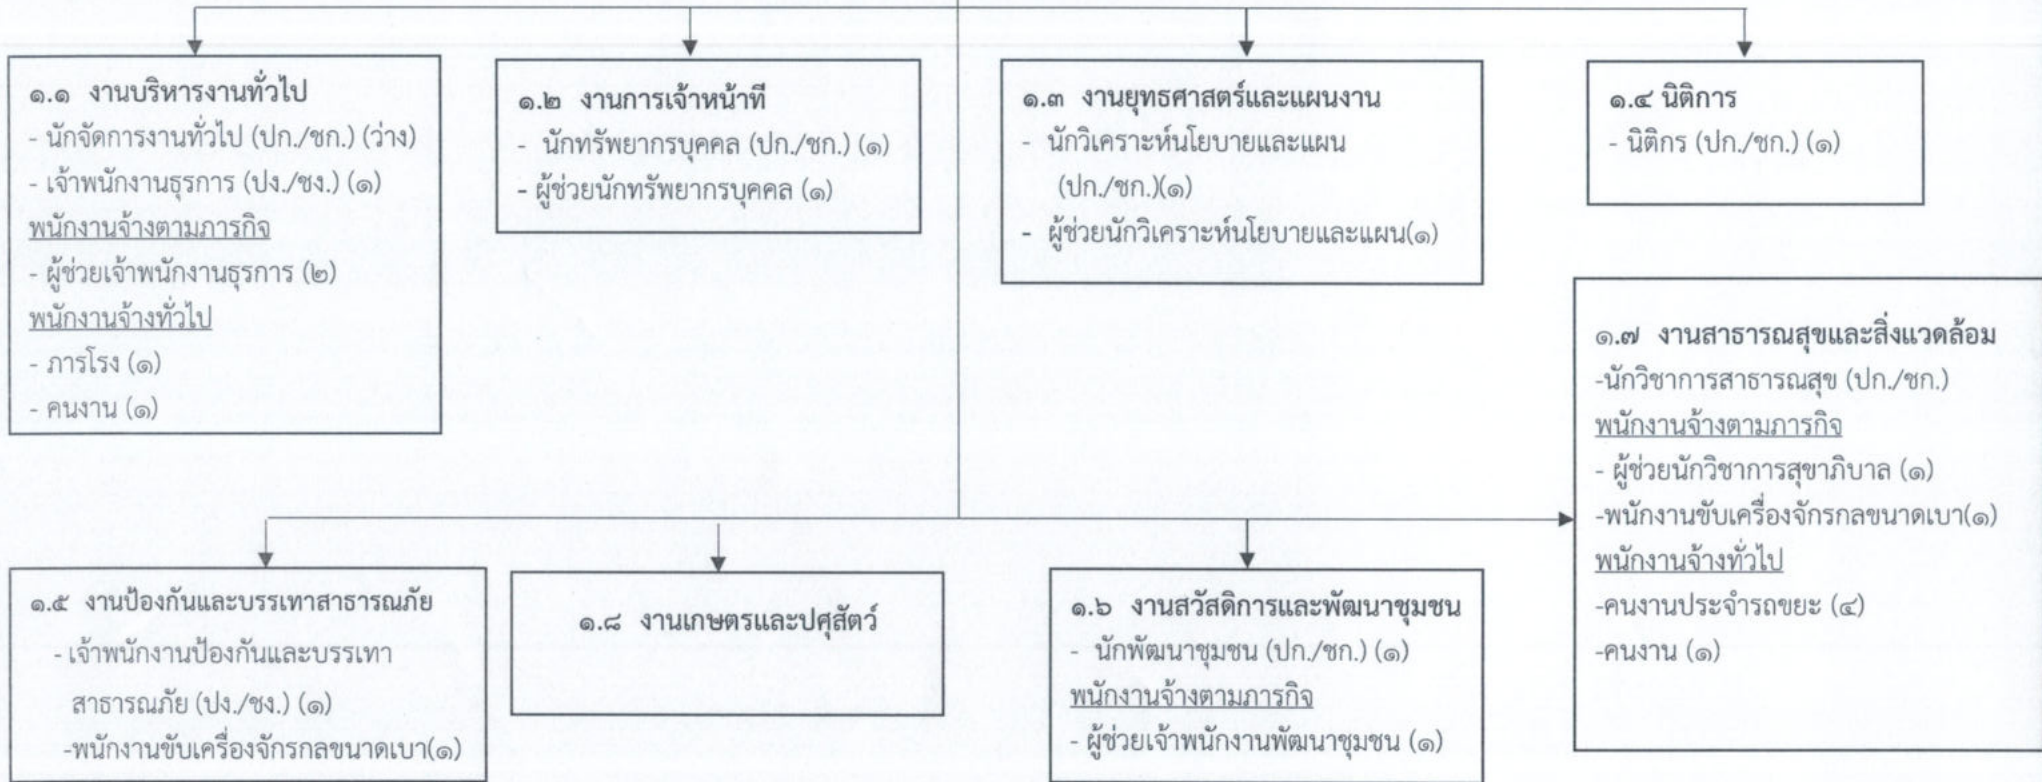 ๑.๑ งานบริหารงานทั่วไป
- นักจัดการงานทั่วไป (ปก./ชก.) (ว่าง)
- เจ้าพนักงานธุรการ (ปง./ชง.) (๑)
พนักงานจ้างตามภารกิจ
- ผู้ช่วยเจ้าพนักงานธุรการ (๒)
พนักงานจ้างทั่วไป
- ภารโรง (๑)
- คนงาน (๑)
๑.๒ งานการเจ้าหน้าที่
- นักทรัพยากรบุคคล (ปก./ชก.) (๑)
- ผู้ช่วยนักทรัพยากรบุคคล (๑)
๑.๓ งานยุทธศาสตร์และแผนงาน
- นักวิเคราะห์นโยบายและแผน
(ปก./ชก.)(๑)
- ผู้ช่วยนักวิเคราะห์นโยบายและแผน(๑)
๑.๔ นิติการ
- นิติกร (ปก./ชก.) (๑)
๑.๕ งานป้องกันและบรรเทาสาธารณภัย
- เจ้าพนักงานป้องกันและบรรเทา
สาธารณภัย (ปง./ชง.) (๑)
-พนักงานขับเครื่องจักรกลขนาดเบา(๑)
๑.๘ งานเกษตรและปศุสัตว์
๑.๖ งานสวัสดิการและพัฒนาชุมชน
- นักพัฒนาชุมชน (ปก./ชก.) (๑)
พนักงานจ้างตามภารกิจ
- ผู้ช่วยเจ้าพนักงานพัฒนาชุมชน (๑)
๑.๗ งานสาธารณสุขและสิ่งแวดล้อม
-นักวิชาการสาธารณสุข (ปก./ชก.)
พนักงานจ้างตามภารกิจ
- ผู้ช่วยนักวิชาการสุขาภิบาล (๑)
-พนักงานขับเครื่องจักรกลขนาดเบา(๑)
พนักงานจ้างทั่วไป
-คนงานประจำรถขยะ (๔)
-คนงาน (๑)